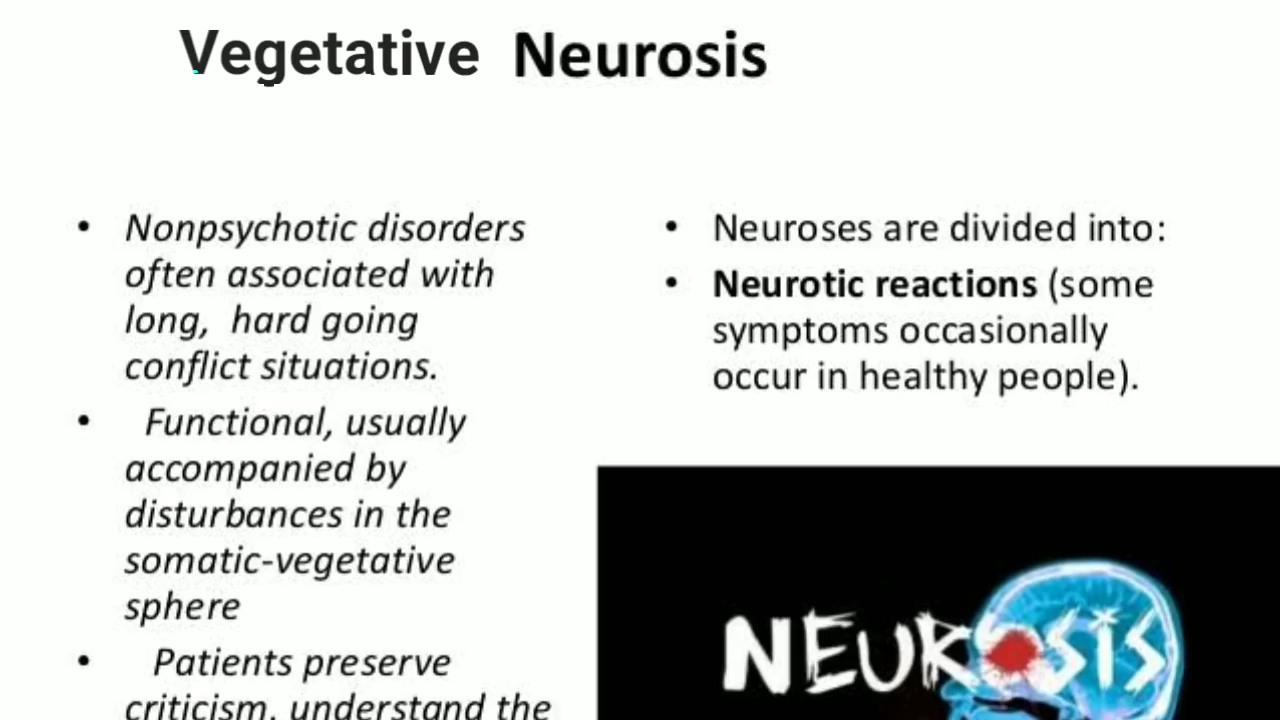 Vegetative Neurosis
• Nonpsychotic disorders
often associated with
long, hard going
conflict situations.
• Functional, usually
accompanied by
disturbances in the
somatic-vegetative
sphere
• Patients preserve
criticism, understand the
• Neuroses are divided into:
• Neurotic reactions (some
symptoms occasionally
occur in healthy people).
NEUROSIS